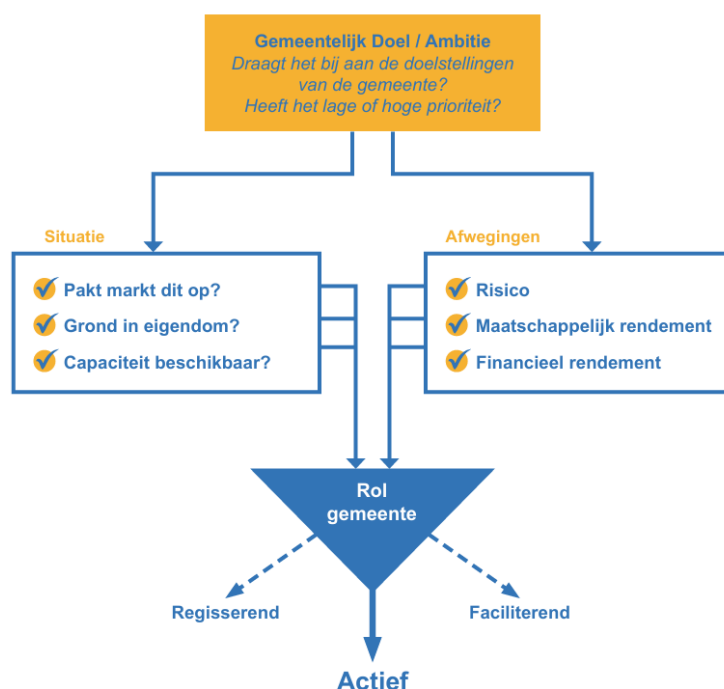 Gemeentelijk Doel / Ambitie
Draagt het bij aan de doelstellingen
van de gemeente?
Heeft het lage of hoge prioriteit?
Situatie
Pakt markt dit op?
Grond in eigendom?
Capaciteit beschikbaar?
Afwegingen
Risico
Maatschappelijk rendement
Financieel rendement
Rol
gemeente
Regisserend
Faciliterend
Actief